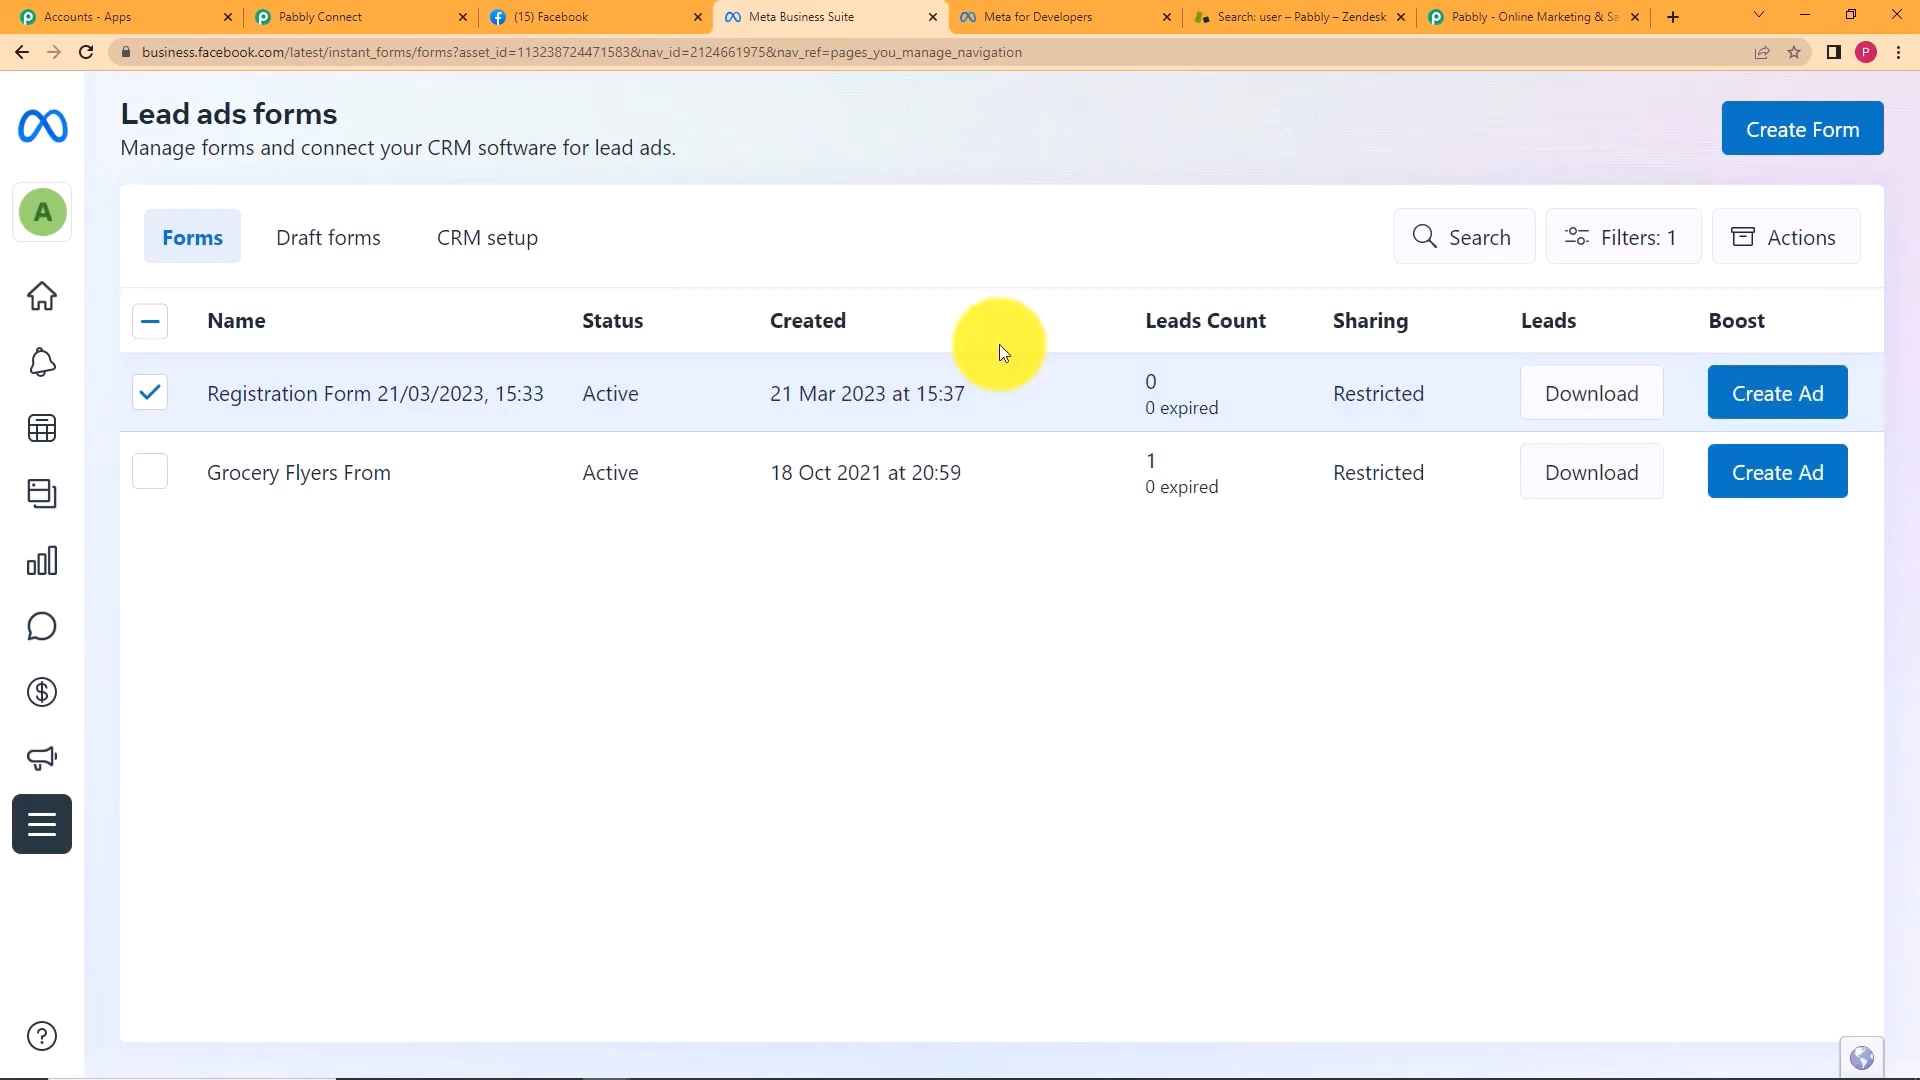 Accounts - Apps
Pabbly Connect
(15) Facebook
Meta Business Suite
Meta for Developers
Search: user – Pabbly – Zendesk
Pabbly - Online Marketing & Sa
business.facebook.com/latest/instant_forms/forms?asset_id=113238724471583&nav_id=2124661975&nav_ref=pages_you_manage_navigation
P
Lead ads forms
Manage forms and connect your CRM software for lead ads.
Create Form
A
Forms
Draft forms
CRM setup
Search
Filters: 1
Actions
Name
Status
Created
Leads Count
Sharing
Leads
Boost
Registration Form 21/03/2023, 15:33
Active
21 Mar 2023 at 15:37
0
0 expired
Restricted
Download
Create Ad
Grocery Flyers From
Active
18 Oct 2021 at 20:59
1
0 expired
Restricted
Download
Create Ad